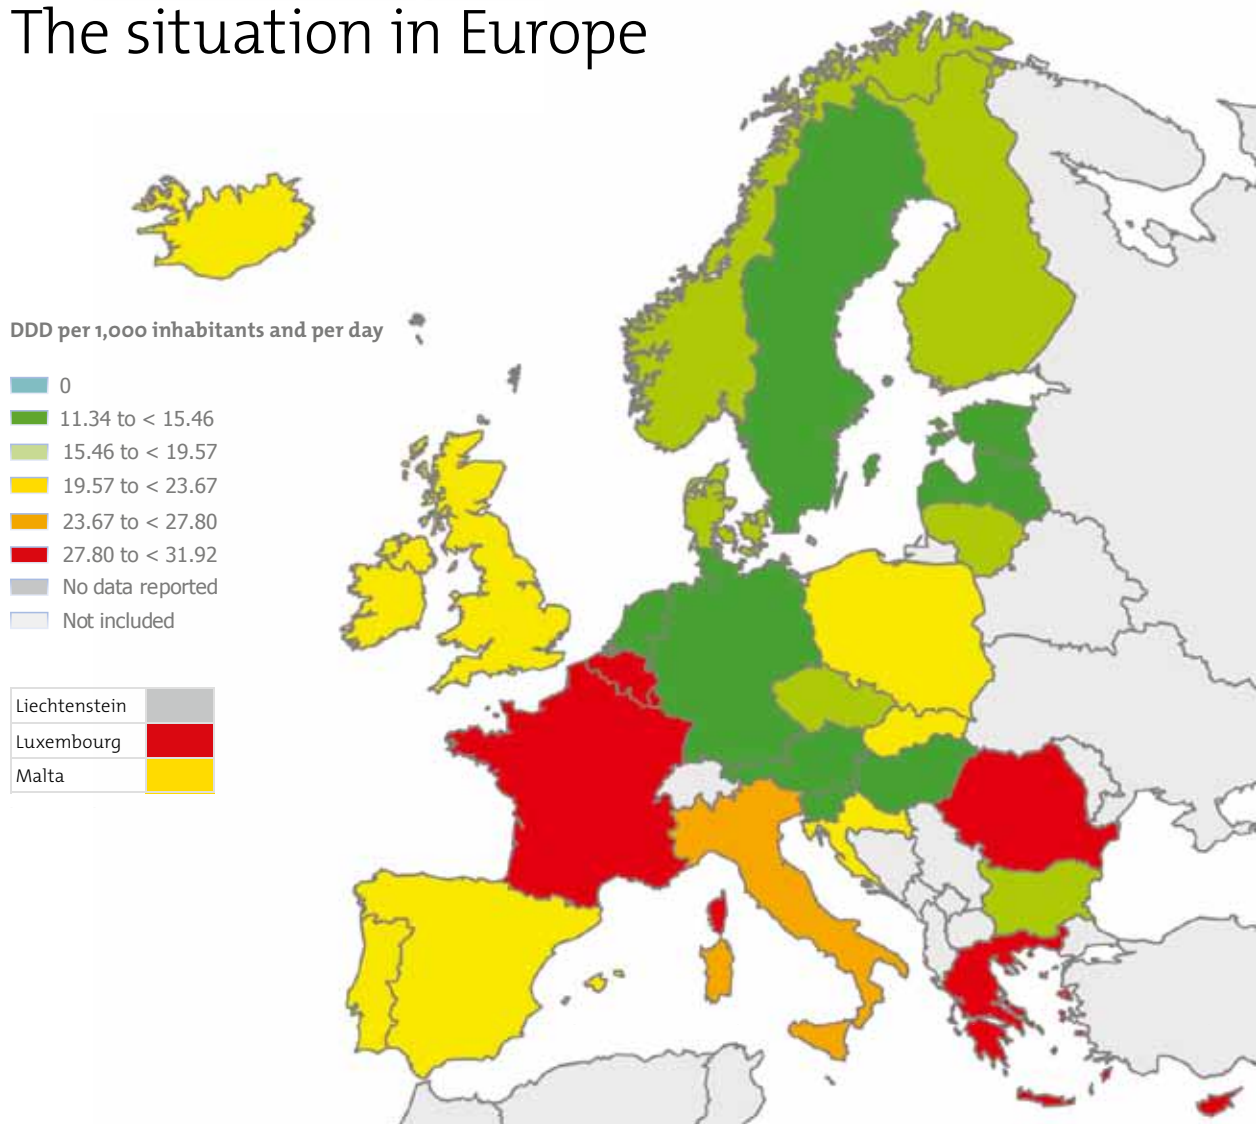 The situation in Europe
DDD per 1,000 inhabitants and per day
0
11.34 to < 15.46
15.46 to < 19.57
19.57 to < 23.67
23.67 to < 27.80
27.80 to < 31.92
No data reported
Not included
Liechtenstein
Luxembourg
Malta